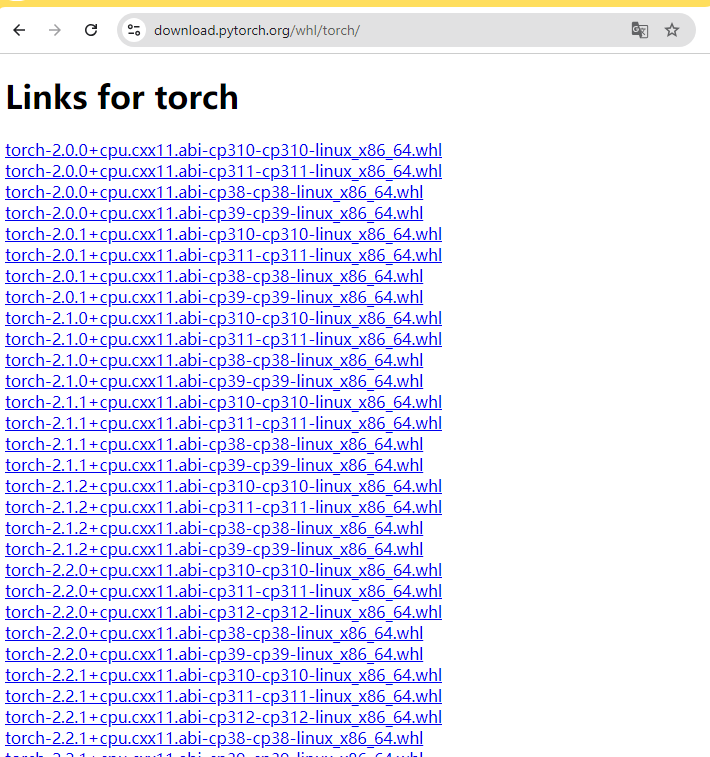 download.pytorch.org/whl/torch/
Links for torch
torch-2.0.0+cpu.cxx11.abi-cp310-cp310-linux_x86_64.whl
torch-2.0.0+cpu.cxx11.abi-cp311-cp311-linux_x86_64.whl
torch-2.0.0+cpu.cxx11.abi-cp38-cp38-linux_x86_64.whl
torch-2.0.0+cpu.cxx11.abi-cp39-cp39-linux_x86_64.whl
torch-2.0.1+cpu.cxx11.abi-cp310-cp310-linux_x86_64.whl
torch-2.0.1+cpu.cxx11.abi-cp311-cp311-linux_x86_64.whl
torch-2.0.1+cpu.cxx11.abi-cp38-cp38-linux_x86_64.whl
torch-2.0.1+cpu.cxx11.abi-cp39-cp39-linux_x86_64.whl
torch-2.1.0+cpu.cxx11.abi-cp310-cp310-linux_x86_64.whl
torch-2.1.0+cpu.cxx11.abi-cp311-cp311-linux_x86_64.whl
torch-2.1.0+cpu.cxx11.abi-cp38-cp38-linux_x86_64.whl
torch-2.1.0+cpu.cxx11.abi-cp39-cp39-linux_x86_64.whl
torch-2.1.1+cpu.cxx11.abi-cp310-cp310-linux_x86_64.whl
torch-2.1.1+cpu.cxx11.abi-cp311-cp311-linux_x86_64.whl
torch-2.1.1+cpu.cxx11.abi-cp38-cp38-linux_x86_64.whl
torch-2.1.1+cpu.cxx11.abi-cp39-cp39-linux_x86_64.whl
torch-2.1.2+cpu.cxx11.abi-cp310-cp310-linux_x86_64.whl
torch-2.1.2+cpu.cxx11.abi-cp311-cp311-linux_x86_64.whl
torch-2.1.2+cpu.cxx11.abi-cp38-cp38-linux_x86_64.whl
torch-2.1.2+cpu.cxx11.abi-cp39-cp39-linux_x86_64.whl
torch-2.2.0+cpu.cxx11.abi-cp310-cp310-linux_x86_64.whl
torch-2.2.0+cpu.cxx11.abi-cp311-cp311-linux_x86_64.whl
torch-2.2.0+cpu.cxx11.abi-cp312-cp312-linux_x86_64.whl
torch-2.2.0+cpu.cxx11.abi-cp38-cp38-linux_x86_64.whl
torch-2.2.0+cpu.cxx11.abi-cp39-cp39-linux_x86_64.whl
torch-2.2.1+cpu.cxx11.abi-cp310-cp310-linux_x86_64.whl
torch-2.2.1+cpu.cxx11.abi-cp311-cp311-linux_x86_64.whl
torch-2.2.1+cpu.cxx11.abi-cp312-cp312-linux_x86_64.whl
torch-2.2.1+cpu.cxx11.abi-cp38-cp38-linux_x86_64.whl